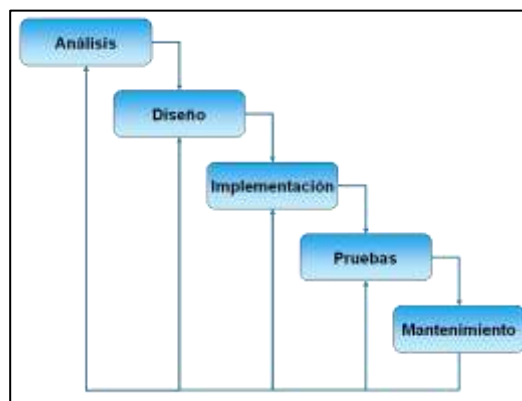 Análisis
Diseño
Implementación
Pruebas
Mantenimiento